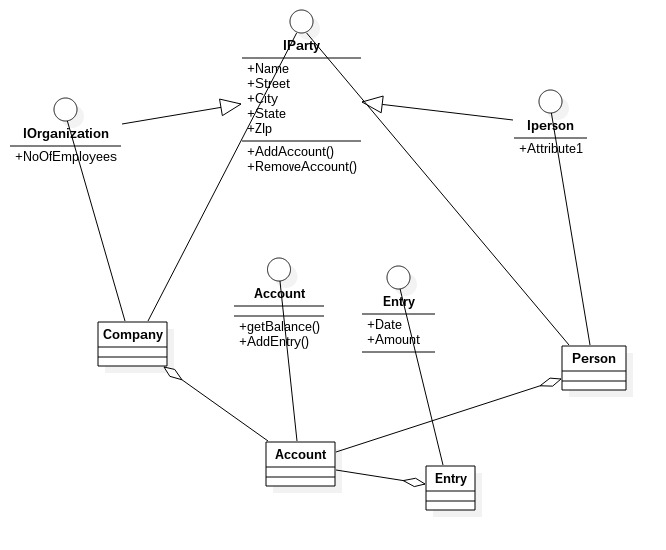 IParty
+Name
+Street
+City
+State
+ZIp
+AddAccount()
+RemoveAccount()
IOrganization
+NoOfEmployees
Iperson
+Attribute1
Account
+getBalance()
+AddEntry()
Entry
+Date
+Amount
Company
Person
Account
Entry